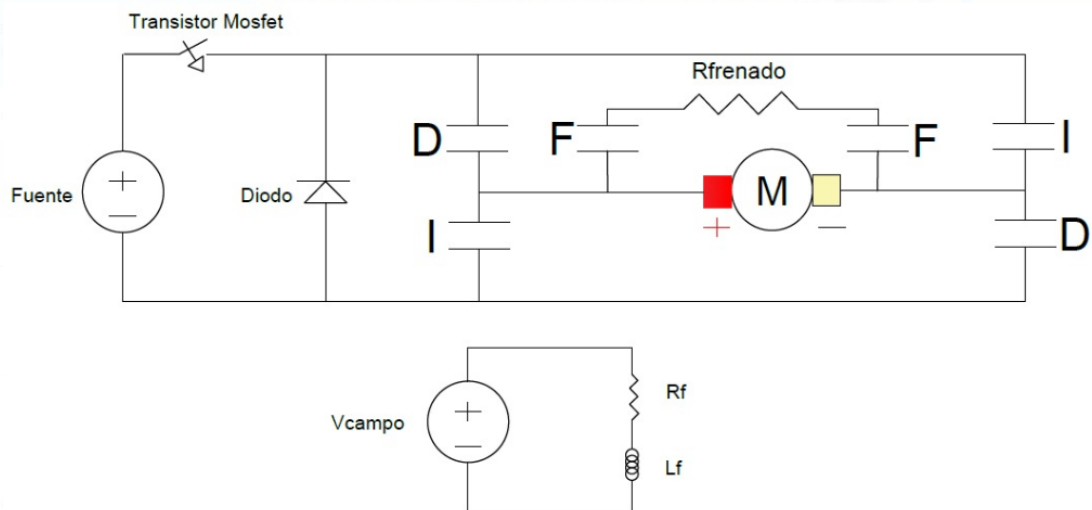 Transistor Mosfet
Rfrenado
D
F
F
I
Fuente
+
−
Diodo
M
I
+
−
D
Vcampo
+
−
Rf
Lf